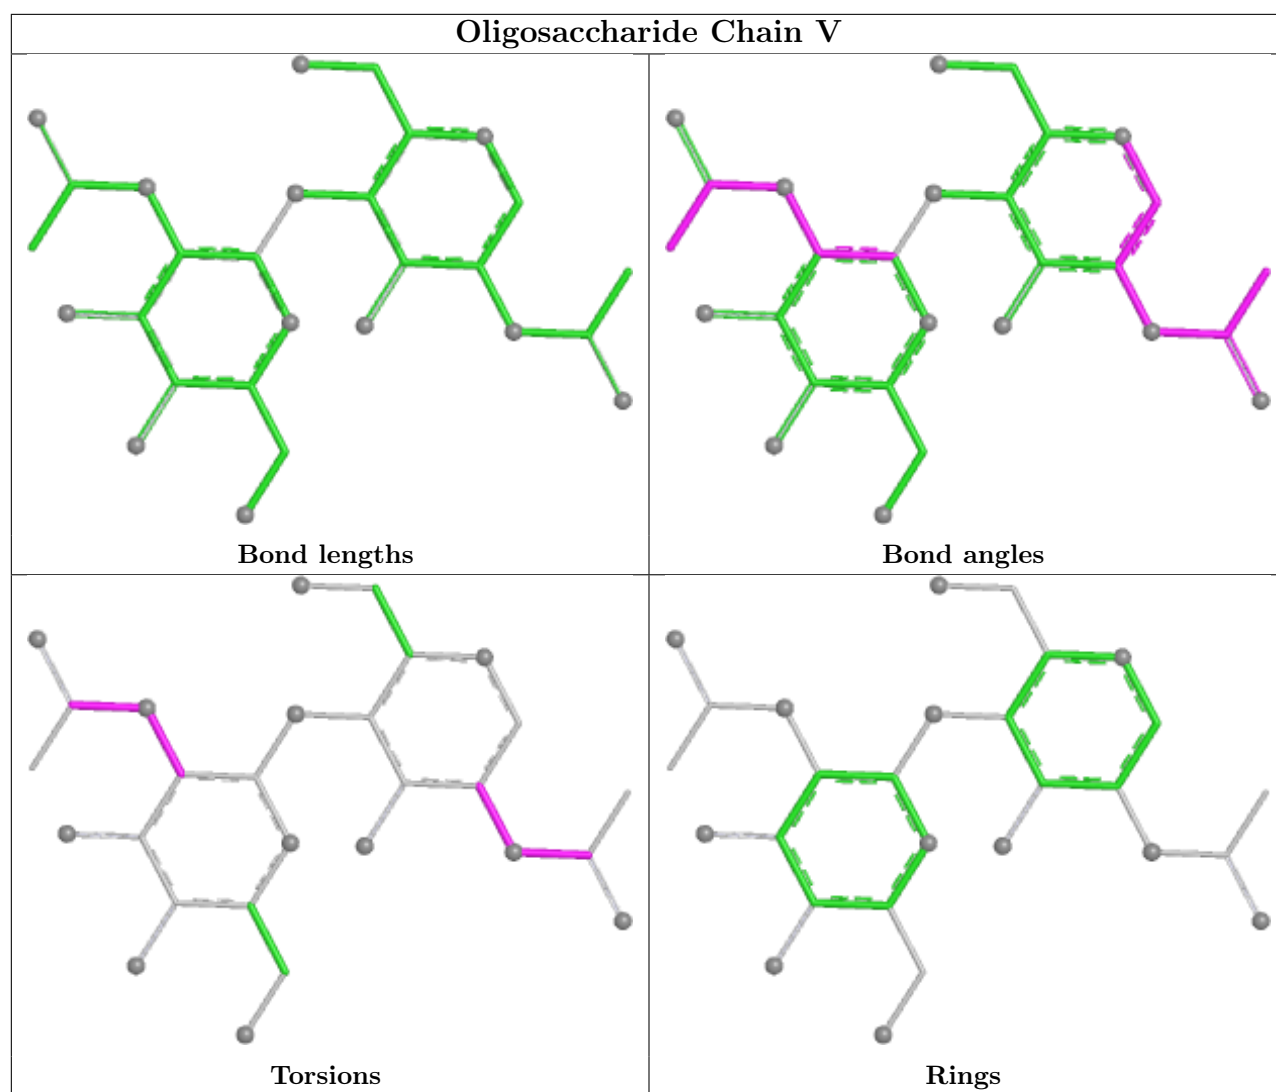 Oligosaccharide Chain V
Bond lengths
Bond angles
Torsions
Rings